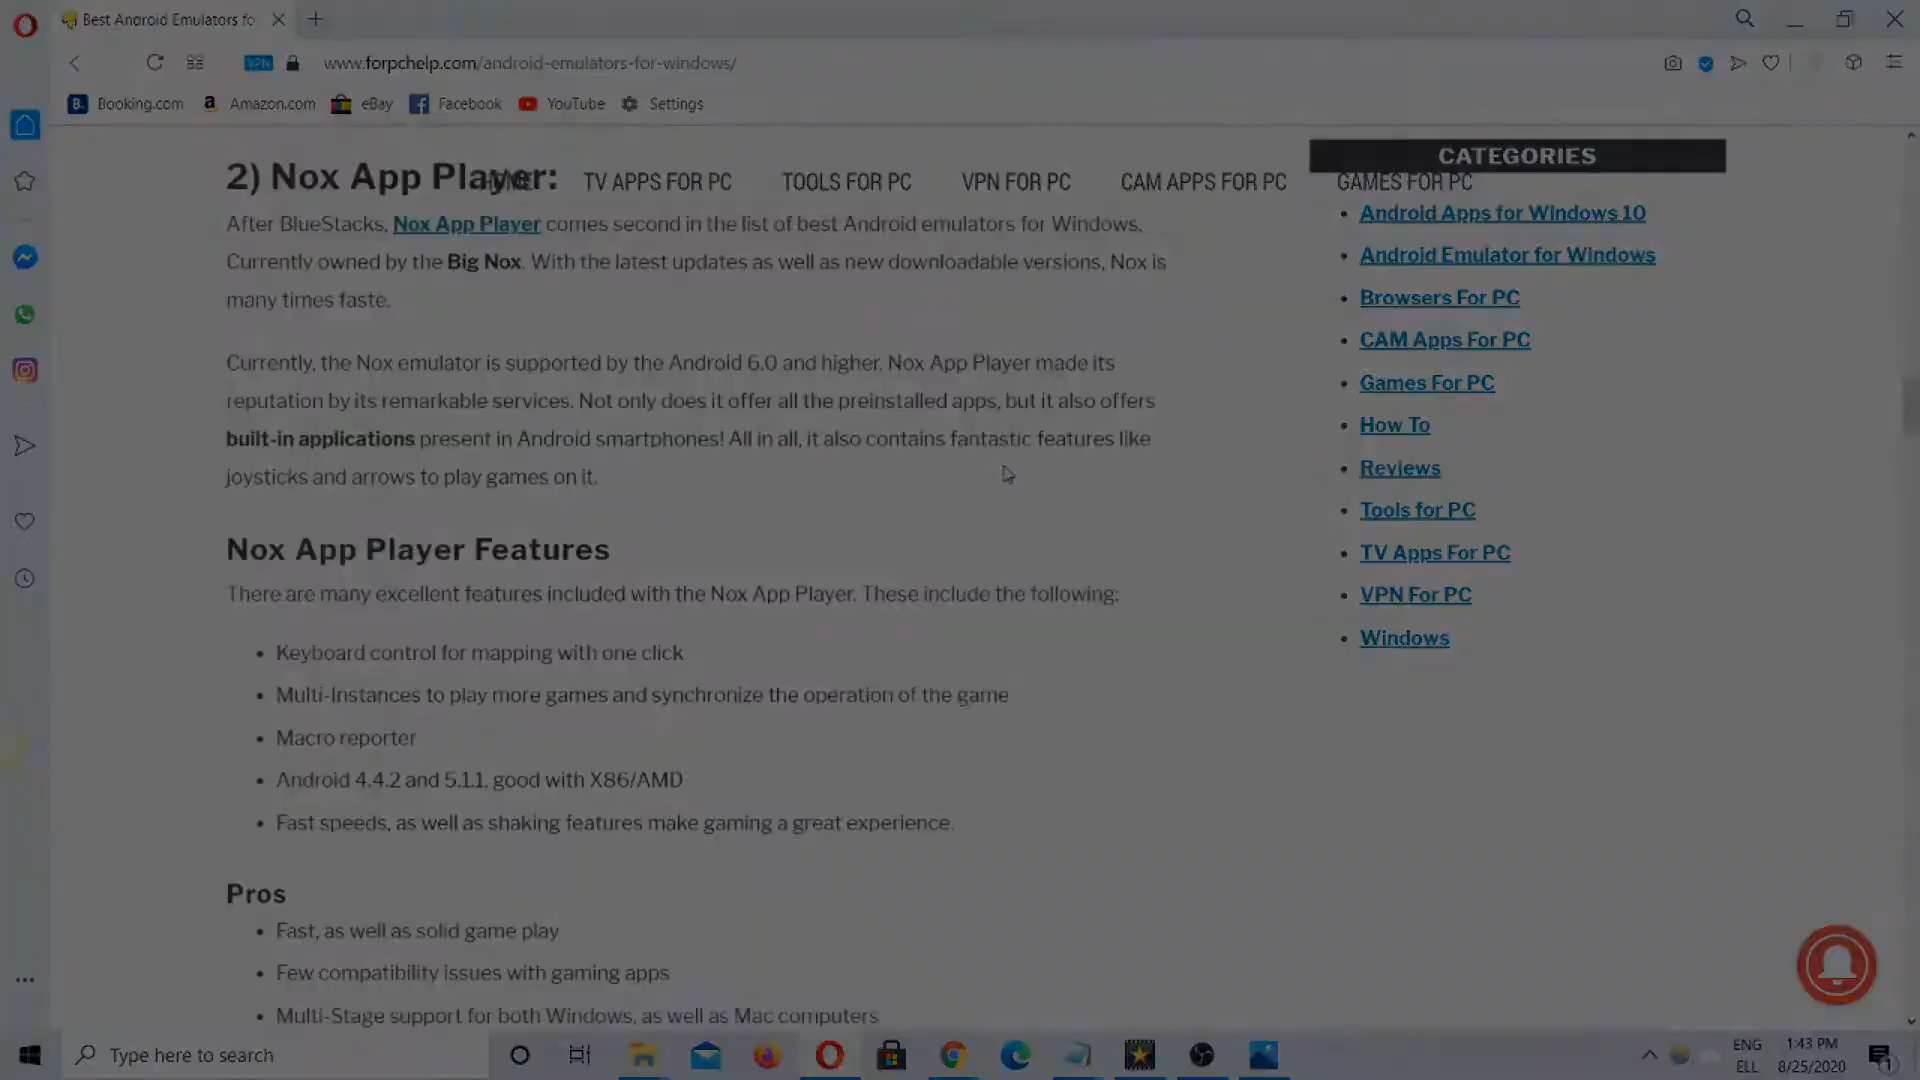 Best Android Emulators fo
VPN
www.forpchelp.com/android-emulators-for-windows/
B. Booking.com
a Amazon.com
eBay
Facebook
YouTube
Settings
2) Nox App Player:
TV APPS FOR PC
TOOLS FOR PC
VPN FOR PC
CAM APPS FOR PC
GAMES FOR PC
After BlueStacks, Nox App Player comes second in the list of best Android emulators for Windows.
Currently owned by the Big Nox. With the latest updates as well as new downloadable versions, Nox is
many times faste.
Currently, the Nox emulator is supported by the Android 6.0 and higher. Nox App Player made its
reputation by its remarkable services. Not only does it offer all the preinstalled apps, but it also offers
built-in applications present in Android smartphones! All in all, it also contains fantastic features like
joysticks and arrows to play games on it.
Nox App Player Features
There are many excellent features included with the Nox App Player. These include the following:
• Keyboard control for mapping with one click
• Multi-Instances to play more games and synchronize the operation of the game
• Macro reporter
• Android 4.4.2 and 5.1.1. good with X86/AMD
• Fast speeds, as well as shaking features make gaming a great experience.
Pros
• Fast, as well as solid game play
• Few compatibility issues with gaming apps
• Multi-Stage support for both Windows, as well as Mac computers
CATEGORIES
• Android Apps for Windows 10
• Android Emulator for Windows
• Browsers For PC
• CAM Apps For PC
• Games For PC
• How To
• Reviews
• Tools for PC
• TV Apps For PC
• VPN For PC
• Windows
Type here to search
ENG
ELL
1:43 PM
8/25/2020
1